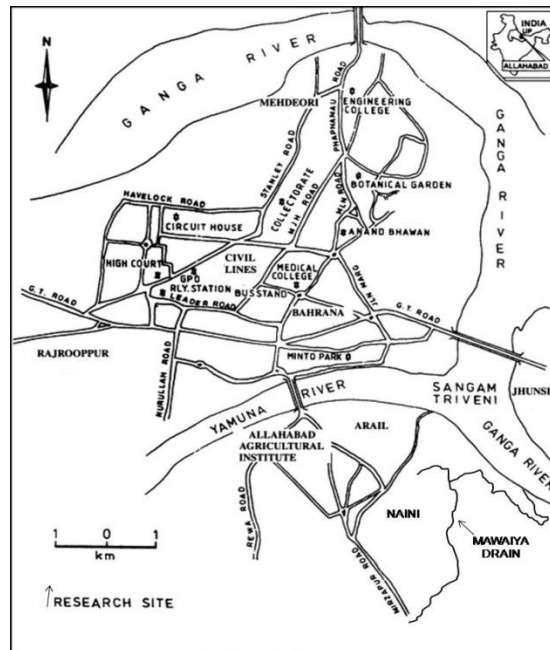 N
INDIA
UP
ALLAHABAD
GANGA RIVER
MEHDEORI
PHAPHAMAU ROAD
ENGINEERING
COLLEGE
STANLEY ROAD
COLLECTORATE
M.J.H ROAD
MLN ROAD
BOTANICAL GARDEN
GANGA RIVER
HAVELOCK ROAD
CIRCUIT HOUSE
ANAND BHAWAN
HIGH COURT
CIVIL
LINES
GPO
RLY. STATION
MEDICAL
COLLEGE
LEADER ROAD
BUS STAND
JLN MARG
G.T. ROAD
G.T. ROAD
BAHRANA
RAJROOPPUR
NURULLAH ROAD
MINTO PARK
JHUNSI
SANGAM
TRIVENI
YAMUNA RIVER
GANGA RIVER
ALLAHABAD
AGRICULTURAL
INSTITUTE
ARAIL
REWA ROAD
NAINI
MAWAIYA
DRAIN
MIRZAPUR ROAD
1 0 1
km
RESEARCH SITE